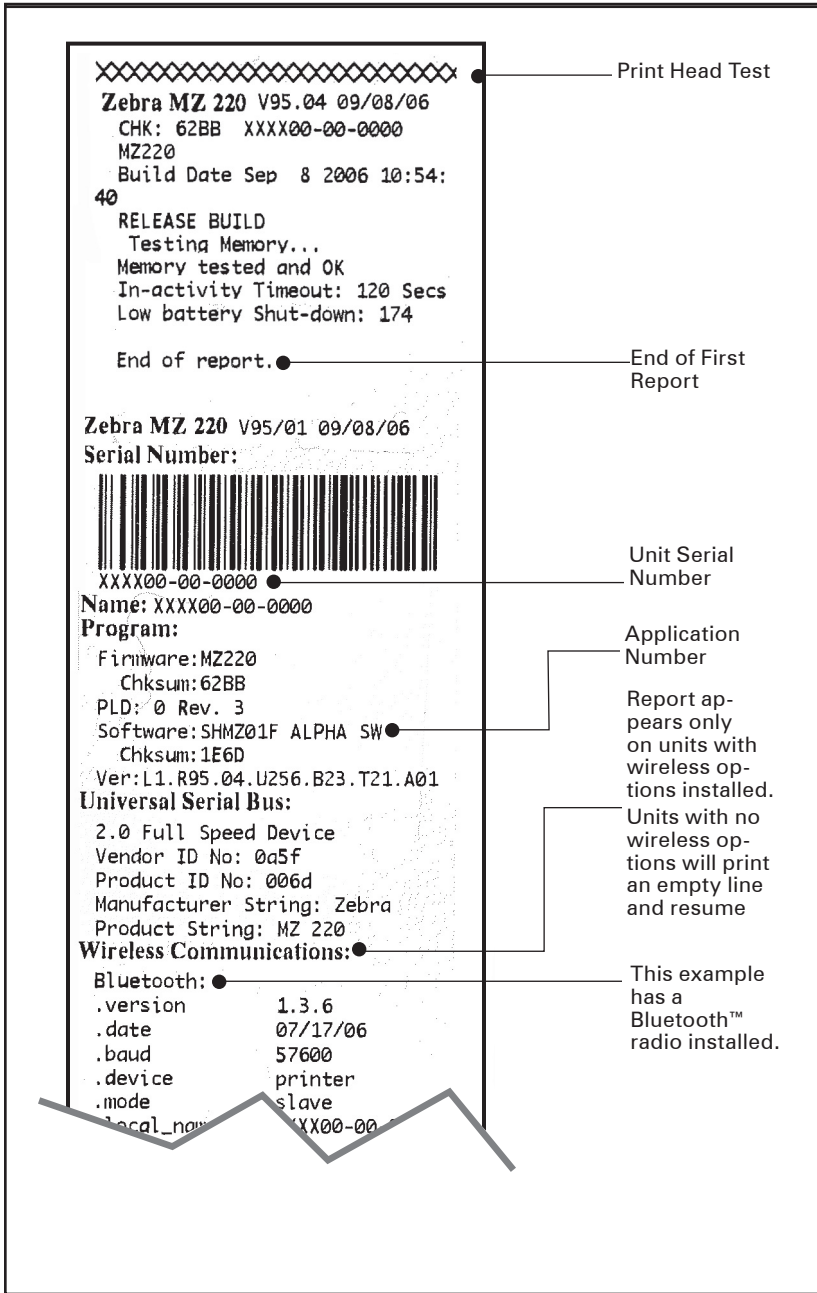 Print Head Test
Zebra MZ 220 V95.04 09/08/06
CHK: 62BB XXXX00-00-0000
MZ220
Build Date Sep 8 2006 10:54:
40
RELEASE BUILD
Testing Memory...
Memory tested and OK
In-activity Timeout: 120 Secs
Low battery Shut-down: 174
End of report.
End of First
Report
Zebra MZ 220 V95/01 09/08/06
Serial Number:
XXXX00-00-0000
Unit Serial
Number
Name: XXXX00-00-0000
Program:
Firmware:MZ220
Chksum:62BB
PLD: 0 Rev. 3
Software:SHMZ01F ALPHA SW
Chksum:1E6D
Ver:L1.R95.04.U256.B23.T21.A01
Application
Number
Universal Serial Bus:
2.0 Full Speed Device
Vendor ID No: 0a5f
Product ID No: 006d
Manufacturer String: Zebra
Product String: MZ 220
Wireless Communications:
Report ap-
pears only
on units with
wireless op-
tions installed.
Units with no
wireless op-
tions will print
an empty line
and resume
Bluetooth:
.version 1.3.6
.date 07/17/06
.baud 57600
.device printer
.mode slave
This example
has a
Bluetooth™
radio installed.